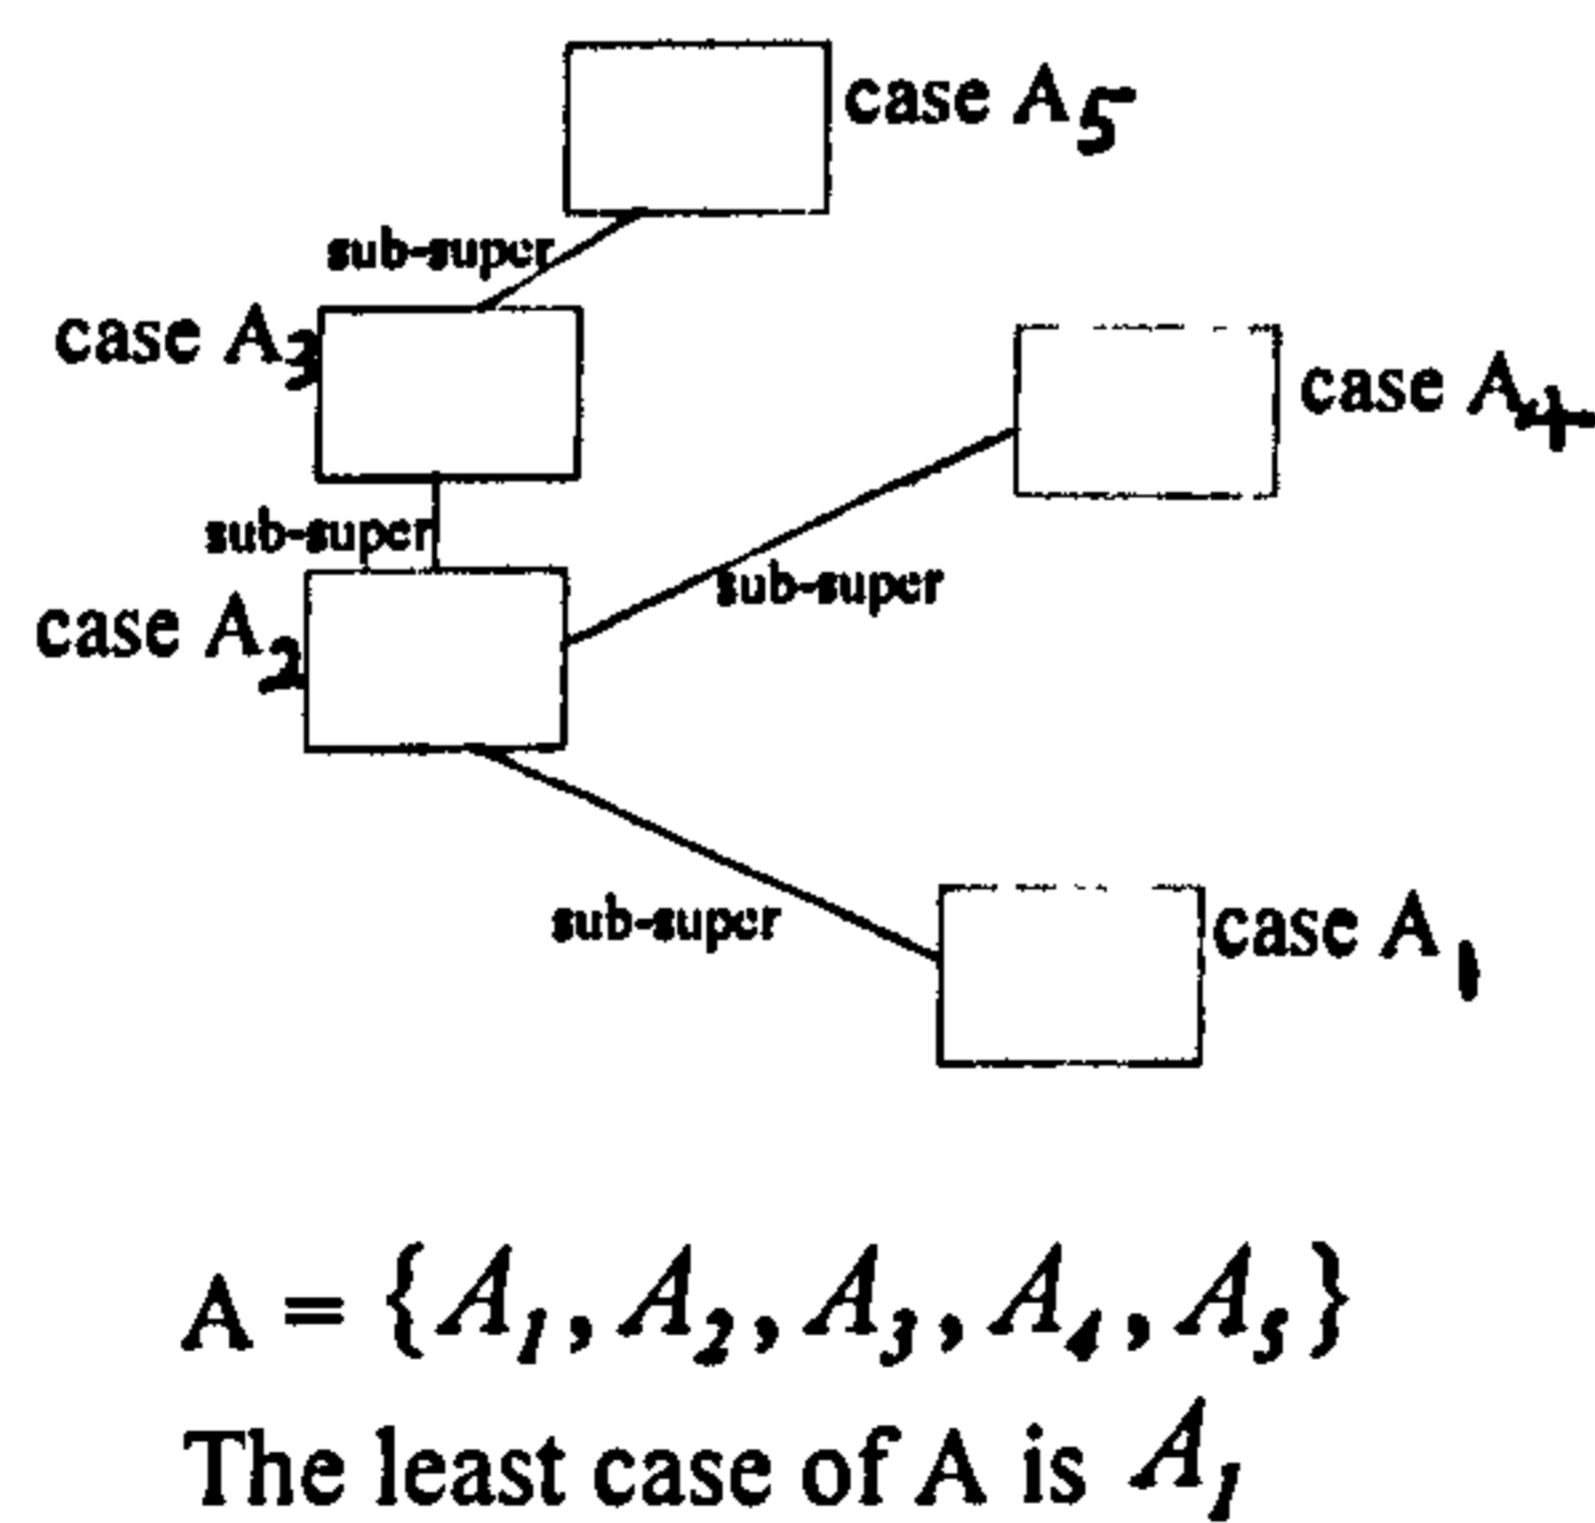 case A5
sub-super
case A3
case A4
sub-super
sub-super
case A2
sub-super
case A1
A = {A1, A2, A3, A4, A5}
The least case of A is A1